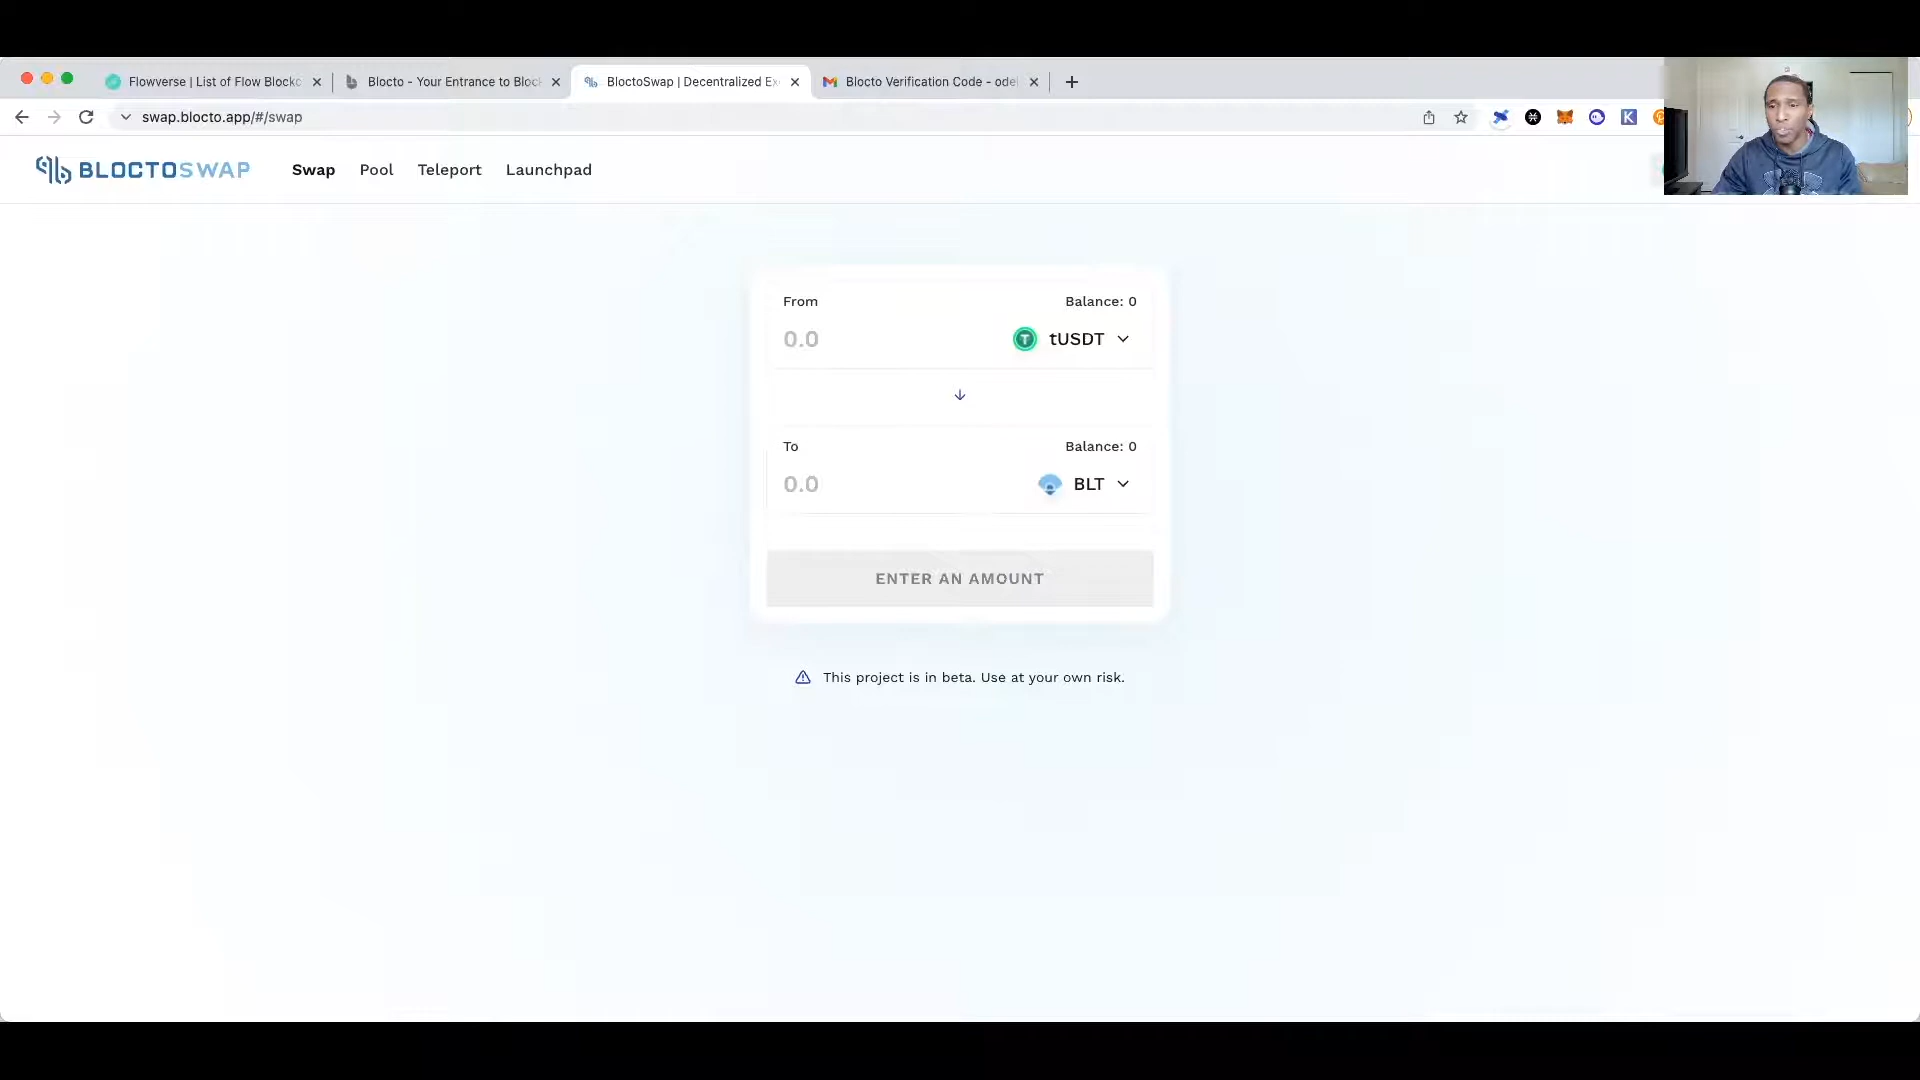 Flowverse | List of Flow Blockc
Blocto - Your Entrance to Block
BloctoSwap | Decentralized Ex
Blocto Verification Code - odel
swap.blocto.app/#/swap
K
BLOCTOSWAP
Swap
Pool
Teleport
Launchpad
From
Balance: 0
0.0
tUSDT
To
Balance: 0
0.0
BLT
ENTER AN AMOUNT
This project is in beta. Use at your own risk.